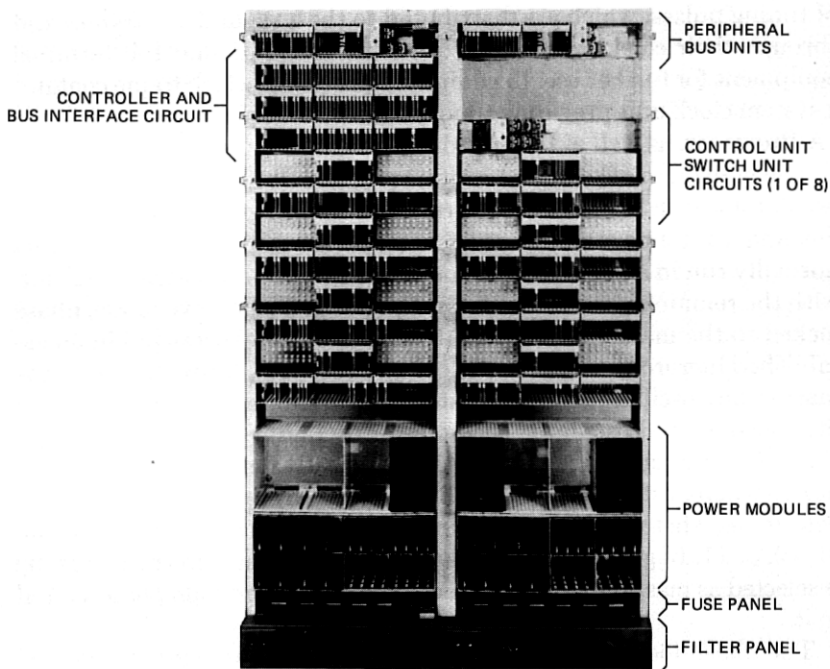 PERIPHERAL
BUS UNITS
CONTROLLER AND
BUS INTERFACE CIRCUIT
CONTROL UNIT
SWITCH UNIT
CIRCUITS (1 OF 8)
POWER MODULES
FUSE PANEL
FILTER PANEL